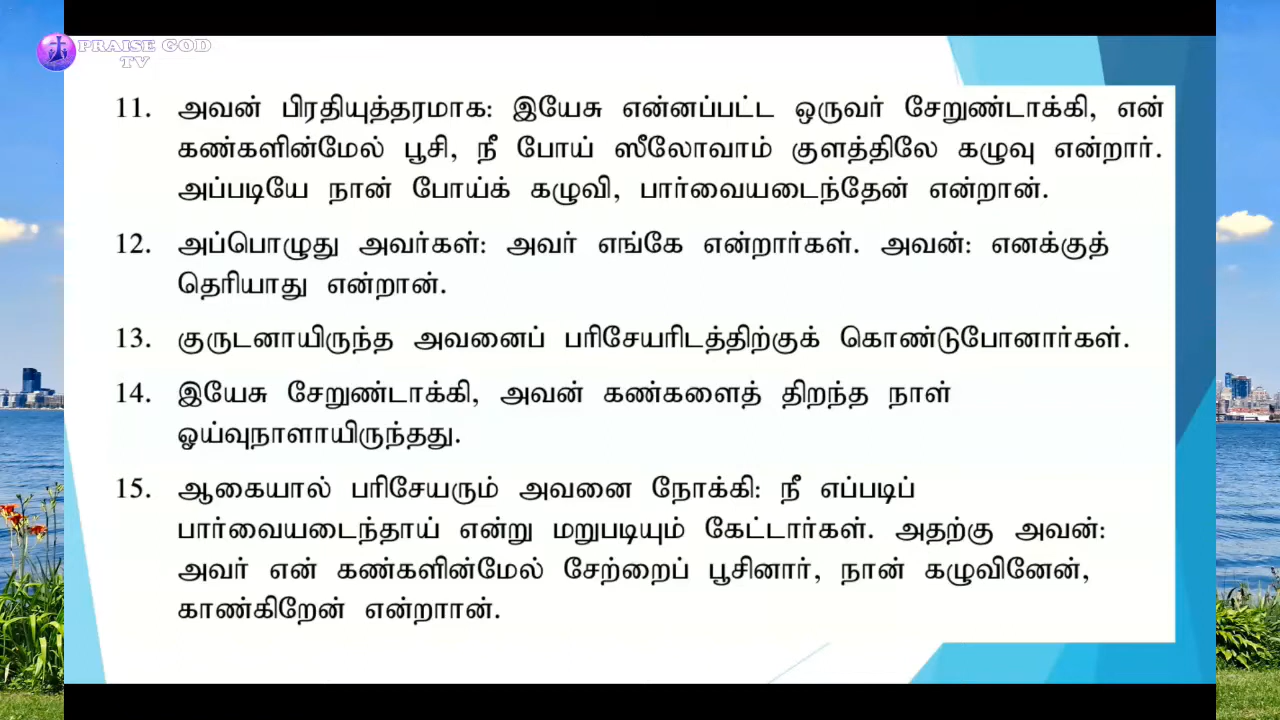 PRAISE GOD
TV
11. அவன் பிரதியுத்தரமாக: இயேசு என்னப்பட்ட ஒருவர் சேறுண்டாக்கி, என்
கண்களின்மேல் பூசி, நீ போய் ஸீலோவாம் குளத்திலே கழுவு என்றார்.
அப்படியே நான் போய்க் கழுவி, பார்வையடைந்தேன் என்றான்.
12. அப்பொழுது அவர்கள்: அவர் எங்கே என்றார்கள். அவன்: எனக்குத்
தெரியாது என்றான்.
13. குருடனாயிருந்த அவனைப் பரிசேயரிடத்திற்குக் கொண்டுபோனார்கள்.
14. இயேசு சேறுண்டாக்கி, அவன் கண்களைத் திறந்த நாள்
ஓய்வுநாளாயிருந்தது.
15. ஆகையால் பரிசேயரும் அவனை நோக்கி: நீ எப்படிப்
பார்வையடைந்தாய் என்று மறுபடியும் கேட்டார்கள். அதற்கு அவன்:
அவர் என் கண்களின்மேல் சேற்றைப் பூசினார், நான் கழுவினேன்,
காண்கிறேன் என்றாான்.